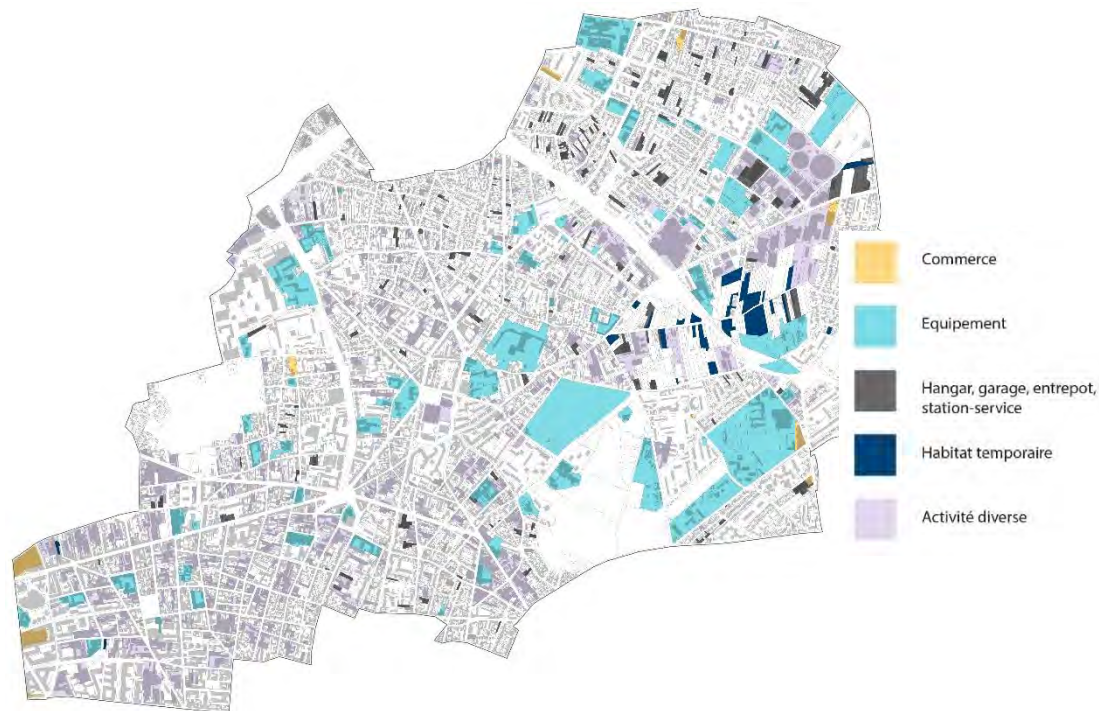 Commerce
Equipement
Hangar, garage, entrepot,
station-service
Habitat temporaire
Activité diverse